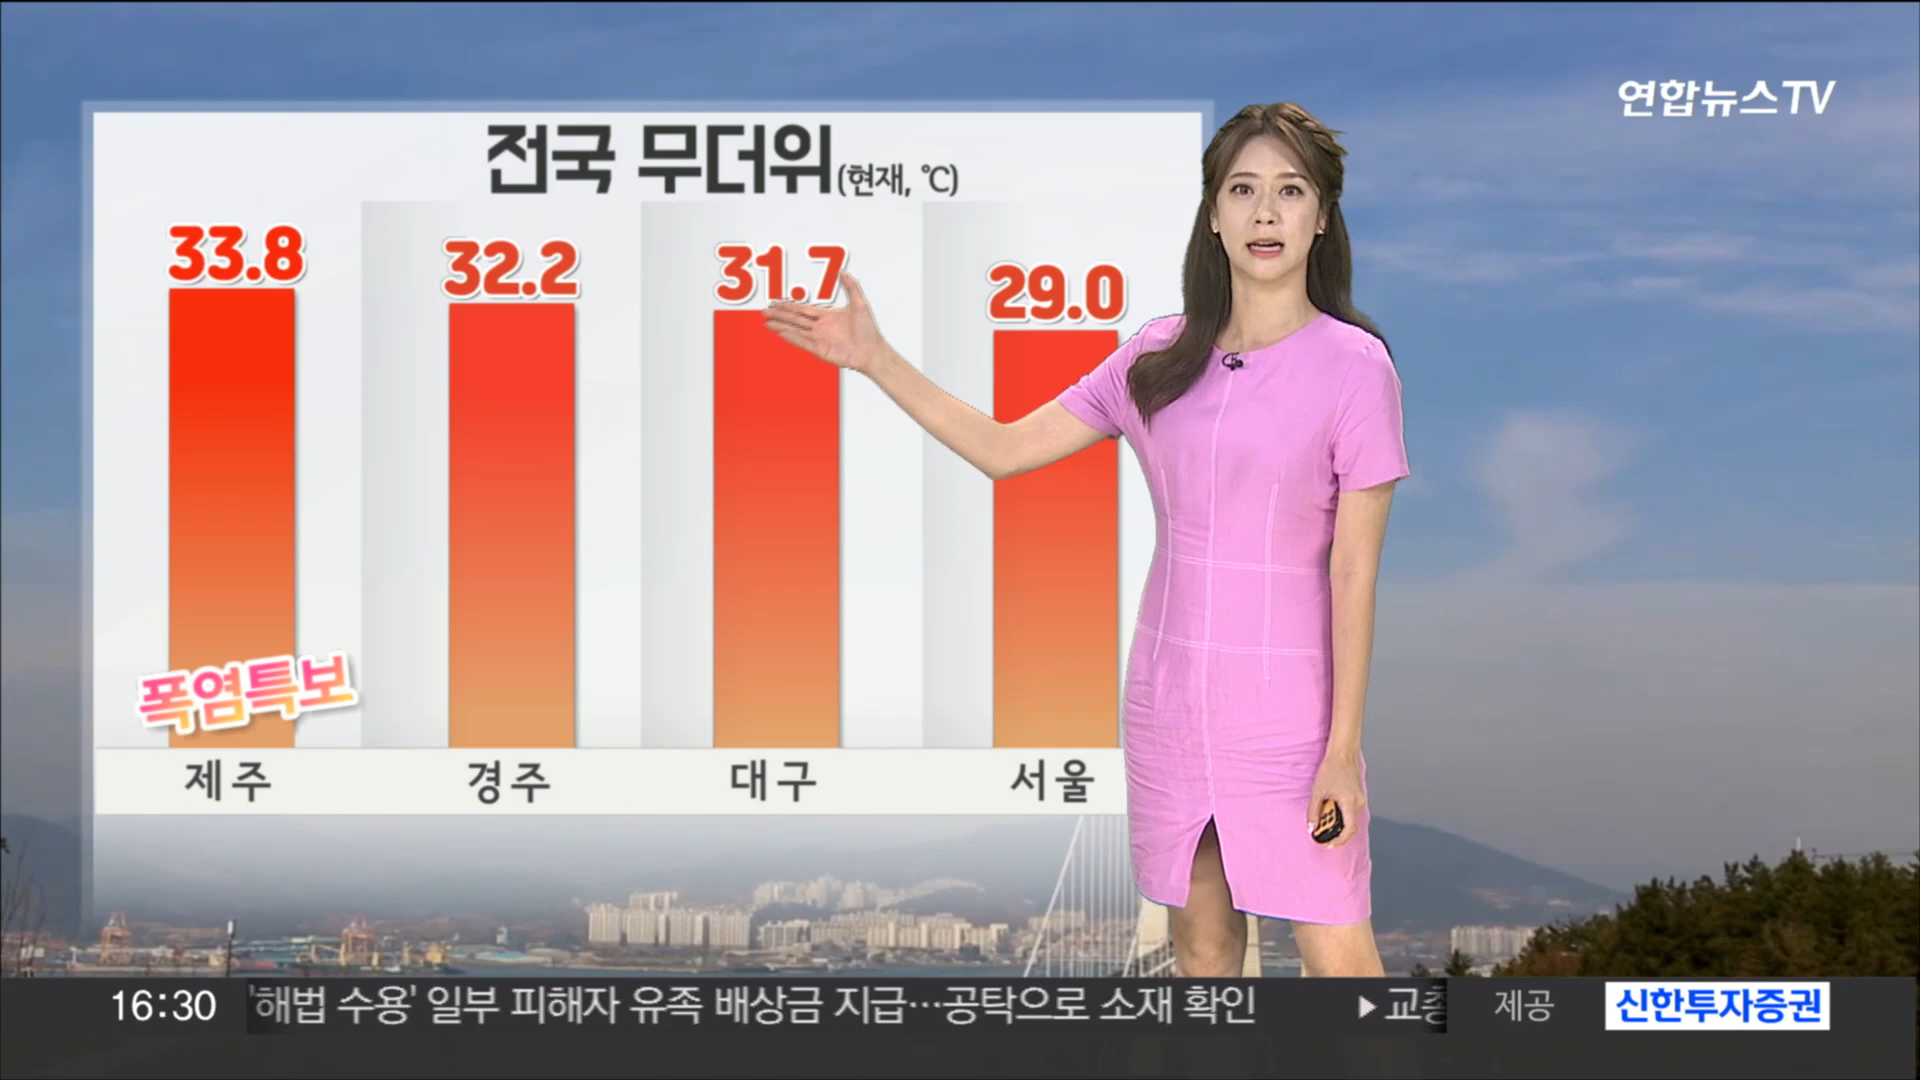 연합뉴스TV
전국 무더위(현재, ℃)
33.8
32.2
31.7
29.0
폭염특보
제주
경주
대구
서울
16:30
'해법 수용' 일부 피해자 유족 배상금 지급…공탁으로 소재 확인
제공
신한투자증권